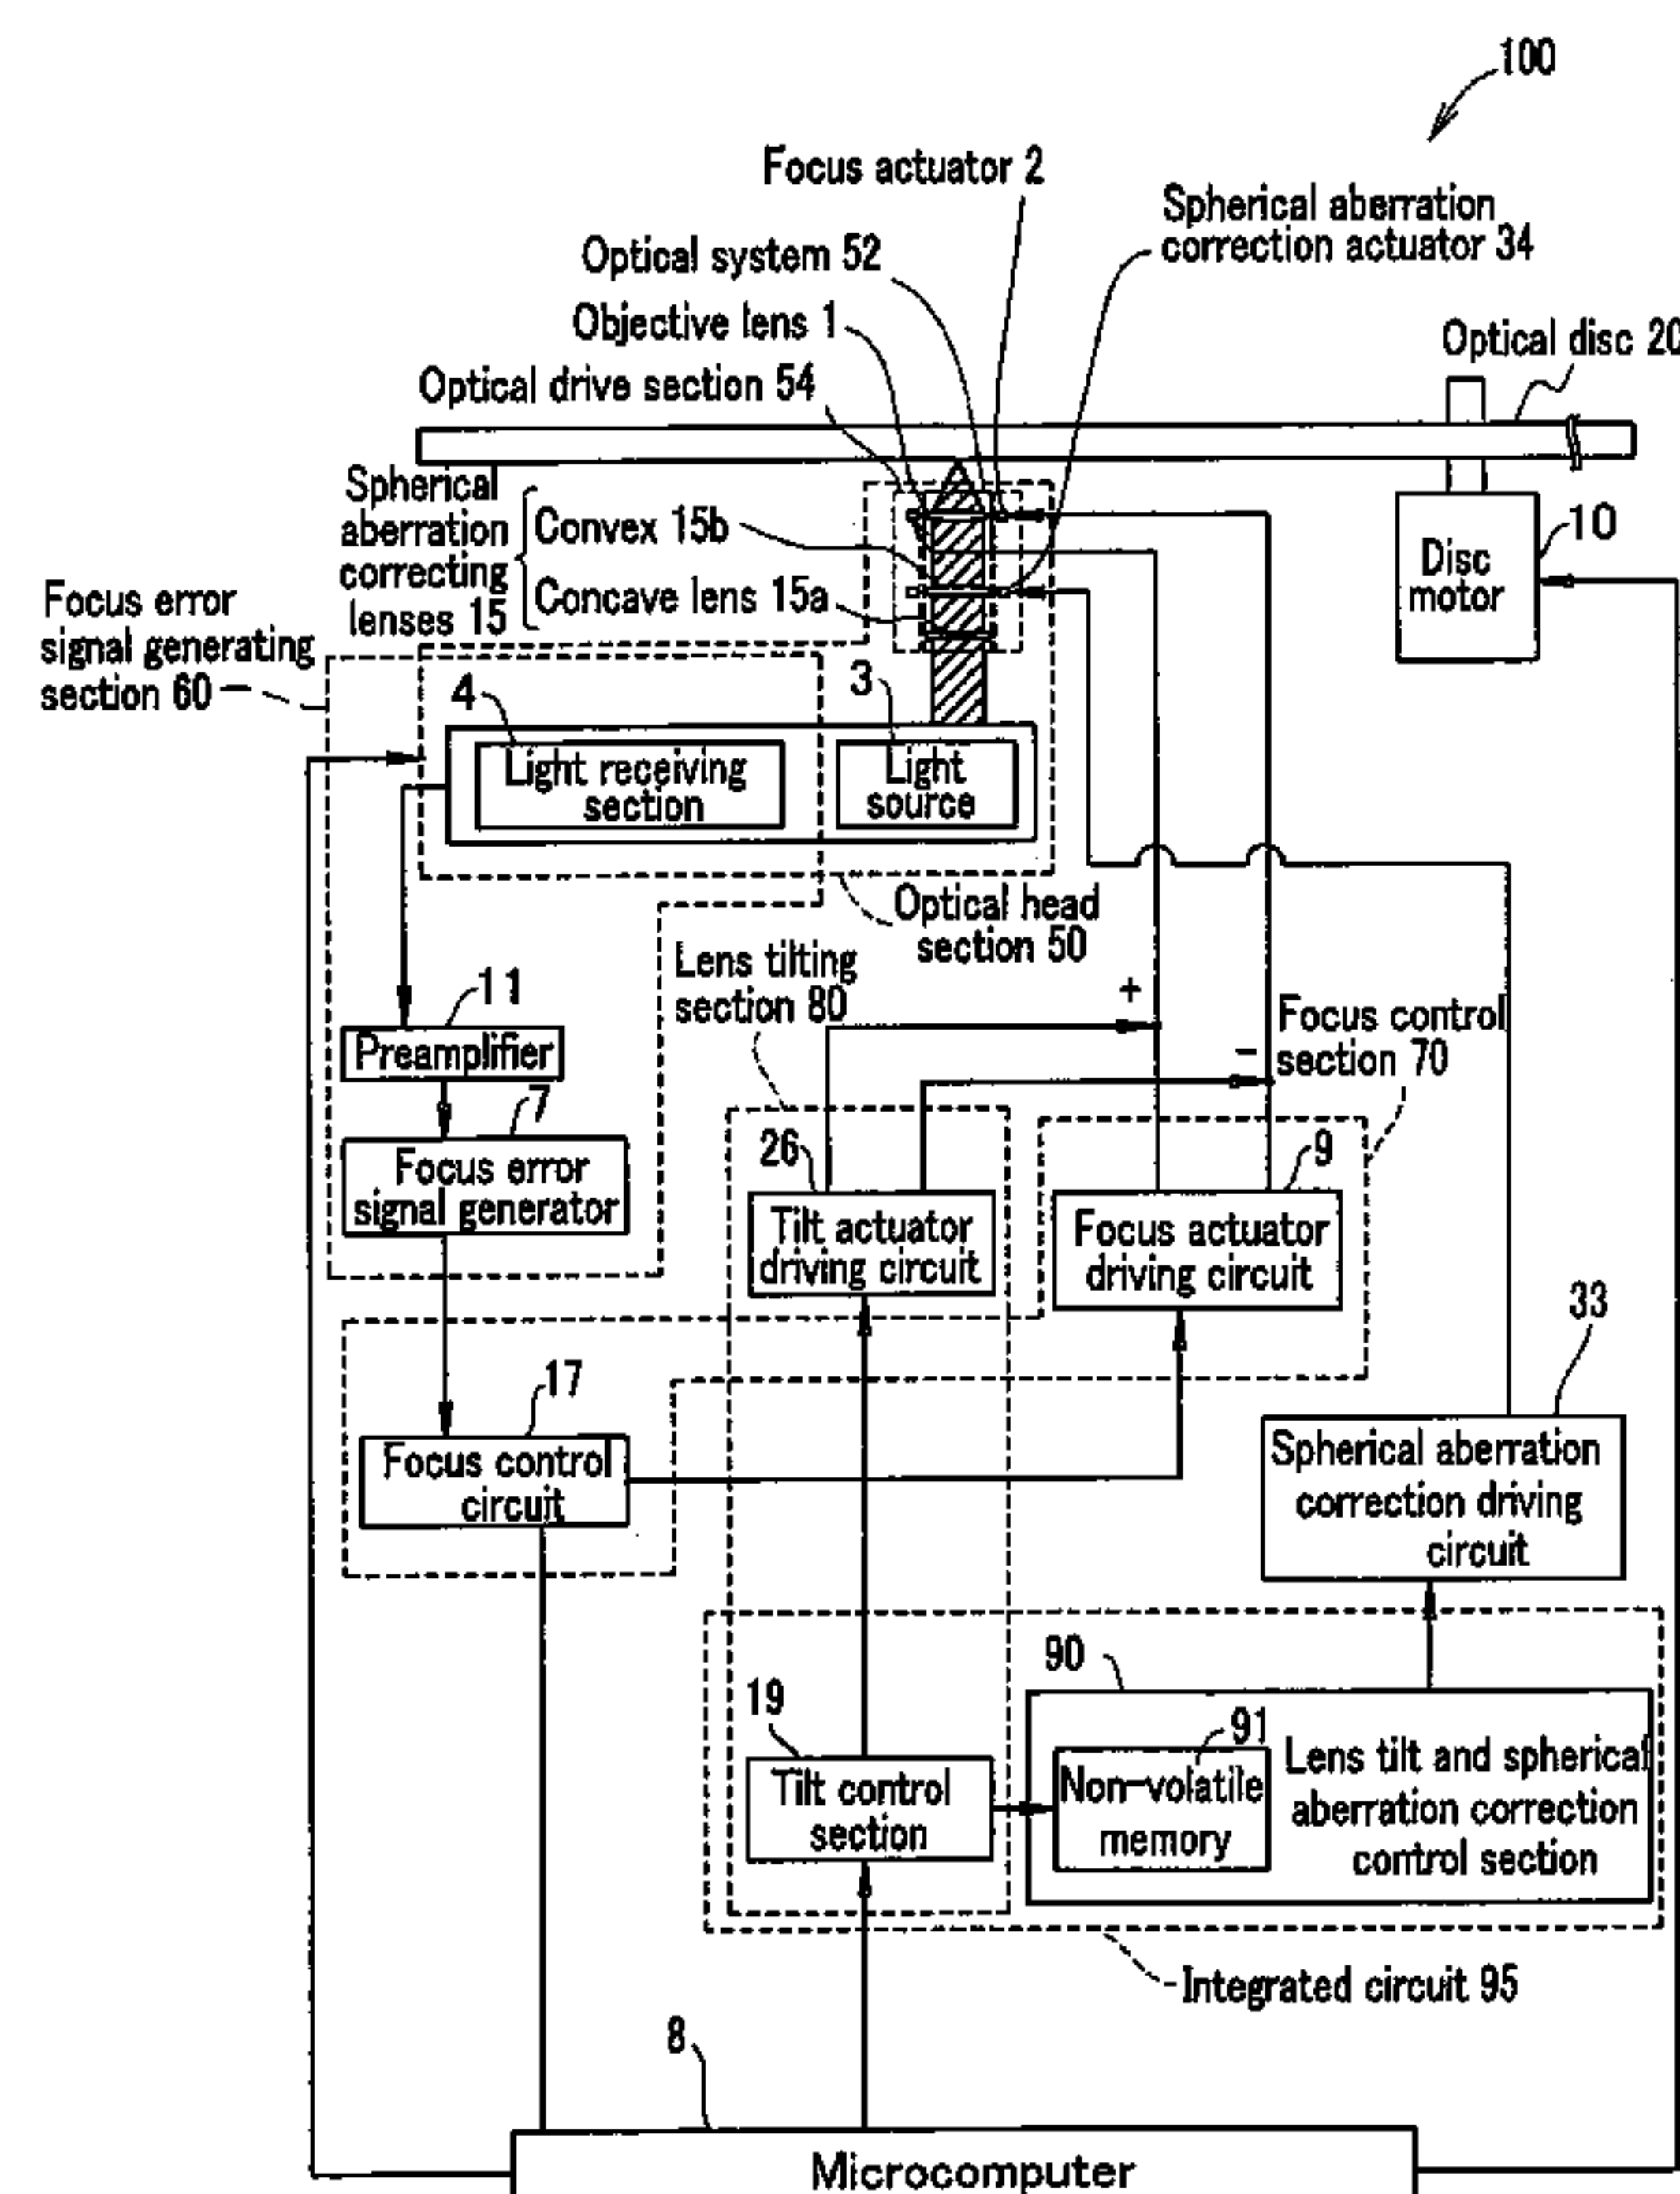 100
Focus actuator 2
Spherical aberration
correction actuator 34
Optical system 52
Objective lens 1
Optical disc 20
Optical drive section 54
Spherical
aberration
correcting
lenses 15
Convex 15b
Concave lens 15a
10
Disc
motor
Focus error
signal generating
section 60
4
3
Light receiving
section
Light
source
Optical head
section 50
Lens tilting
section 80
+
-
Focus control
section 70
11
Preamplifier
7
Focus error
signal generator
26
Tilt actuator
driving circuit
9
Focus actuator
driving circuit
33
Spherical aberration
correction driving
circuit
17
Focus control
circuit
90
19
Tilt control
section
91
Non-volatile
memory
Lens tilt and spherical
aberration correction
control section
Integrated circuit 95
8
Microcomputer